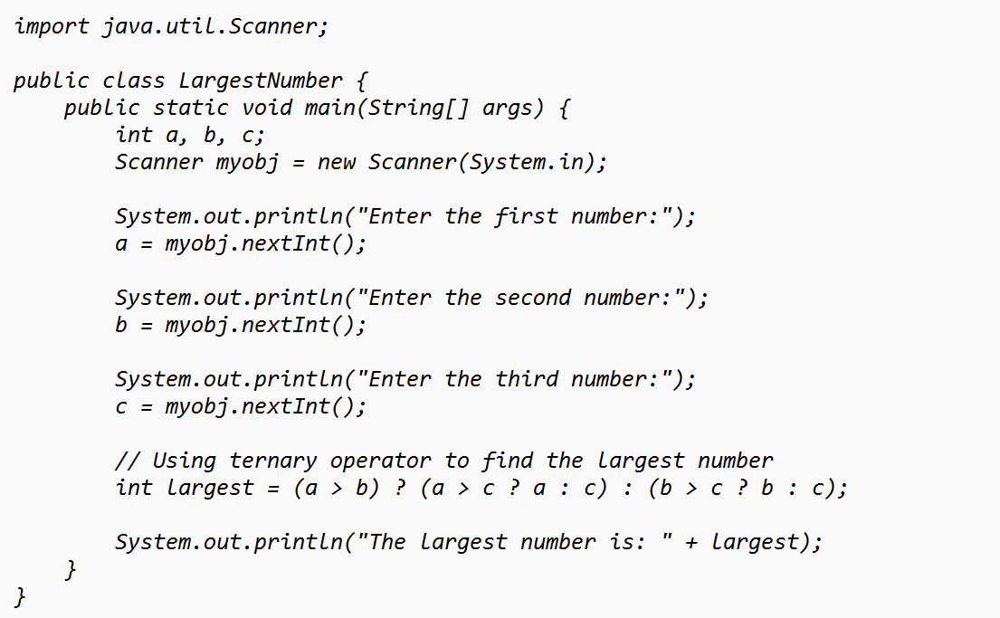 import java.util.Scanner;

public class LargestNumber {
    public static void main(String[] args) {
        int a, b, c;
        Scanner myobj = new Scanner(System.in);

        System.out.println("Enter the first number:");
        a = myobj.nextInt();

        System.out.println("Enter the second number:");
        b = myobj.nextInt();

        System.out.println("Enter the third number:");
        c = myobj.nextInt();

        // Using ternary operator to find the largest number
        int largest = (a > b) ? (a > c ? a : c) : (b > c ? b : c);

        System.out.println("The largest number is: " + largest);
    }
}